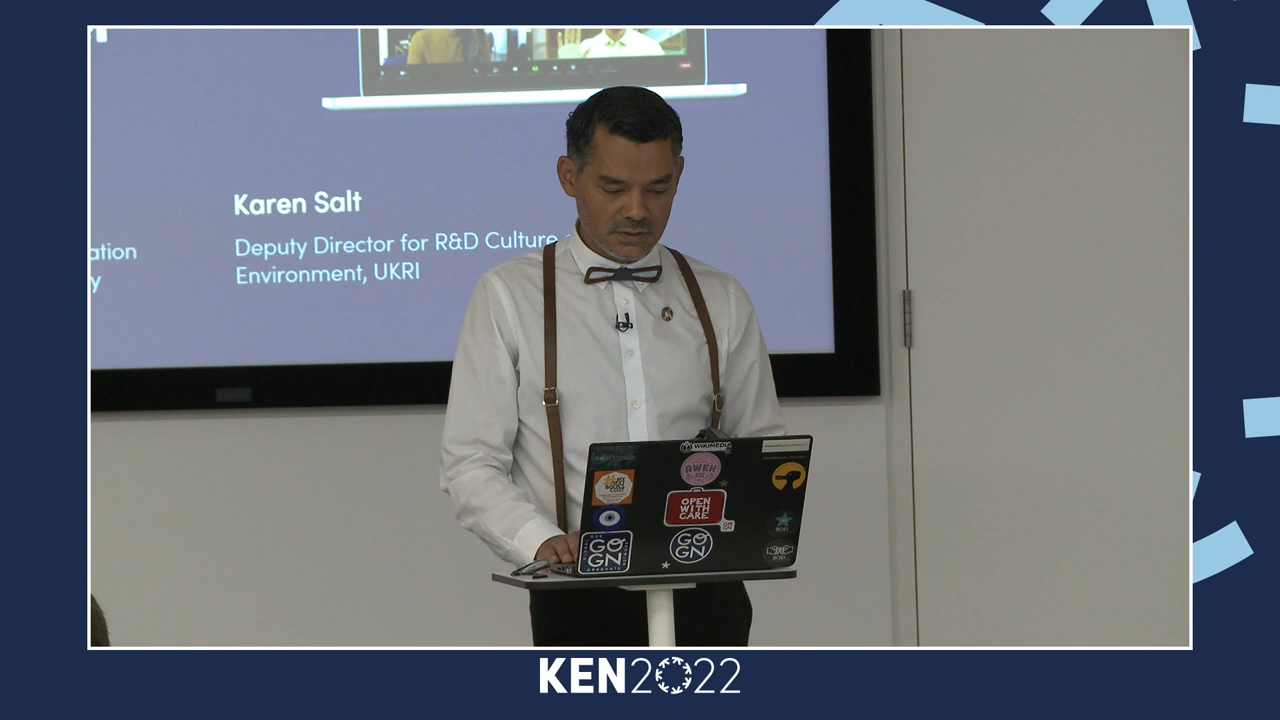 Karen Salt
Deputy Director for R&D Culture
Environment, UKRI
ation
y
WIKIMEDIA
AWEH
OPEN
WITH
CARE
GO
GN
GO
GN
KEN2022